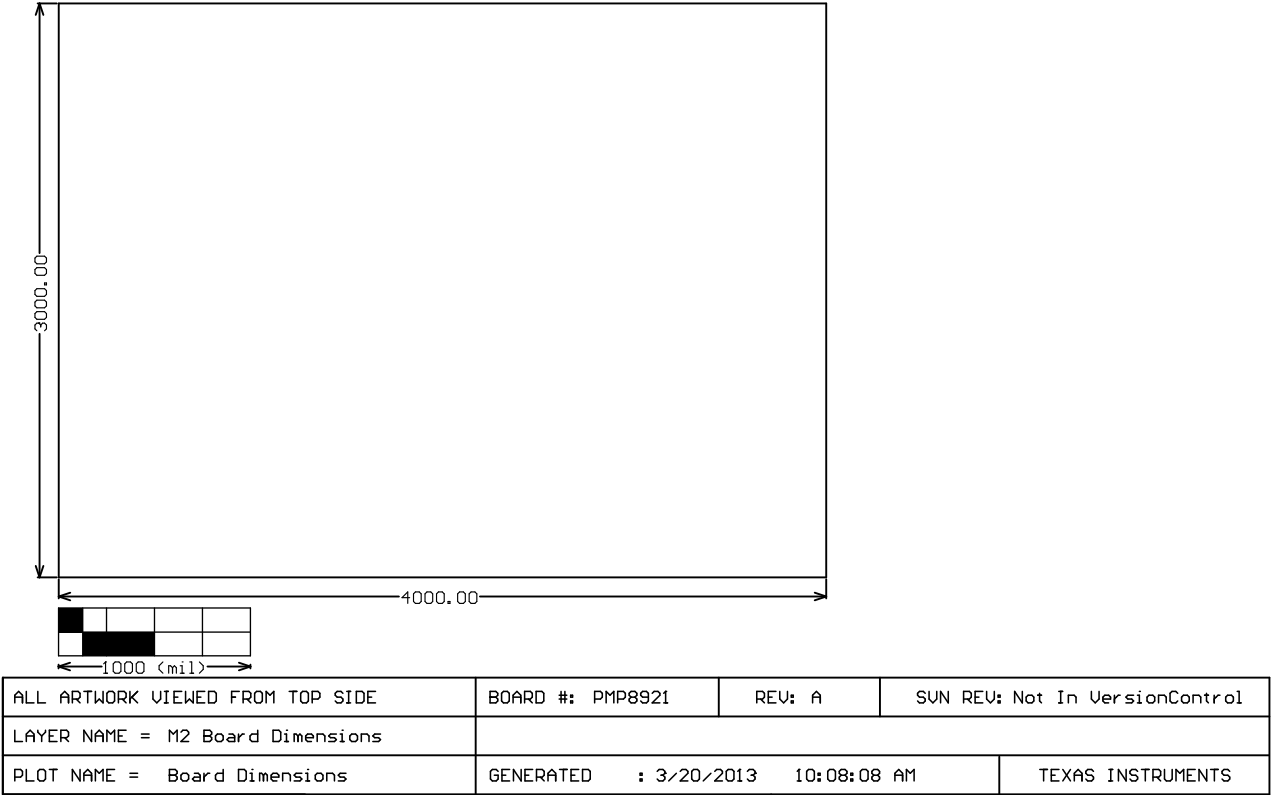 3000.00
4000.00
1000 (mil)
ALL ARTWORK VIEWED FROM TOP SIDE
BOARD #: PMP8921
REV: A
SVN REV: Not In VersionControl
LAYER NAME = M2 Board Dimensions
PLOT NAME = Board Dimensions
GENERATED : 3/20/2013 10:08:08 AM
TEXAS INSTRUMENTS